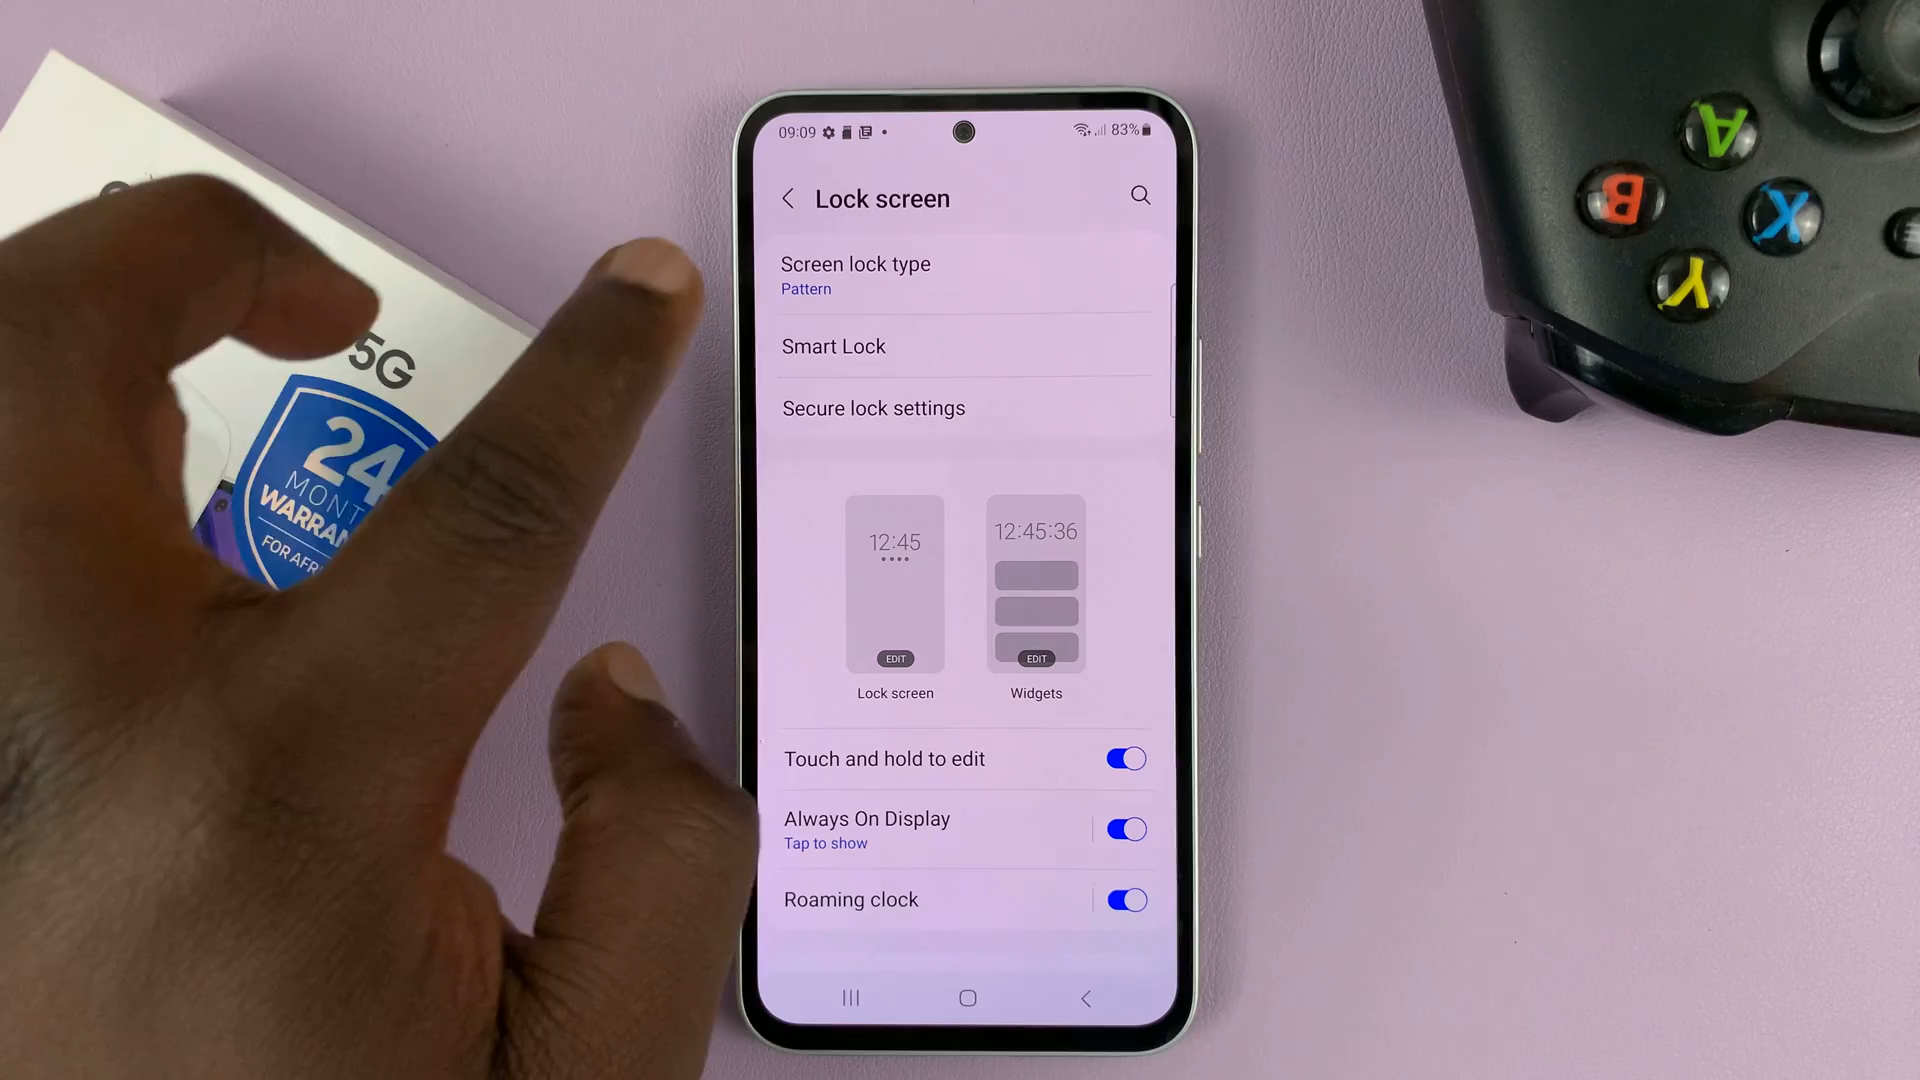 09:09
83%
Lock screen
Screen lock type
Pattern
Smart Lock
Secure lock settings
12:45
EDIT
Lock screen
12:45:36
EDIT
Widgets
Touch and hold to edit
Always On Display
Tap to show
Roaming clock
5G
24
MONT
WARRAN
FOR AFR
A
B
X
Y